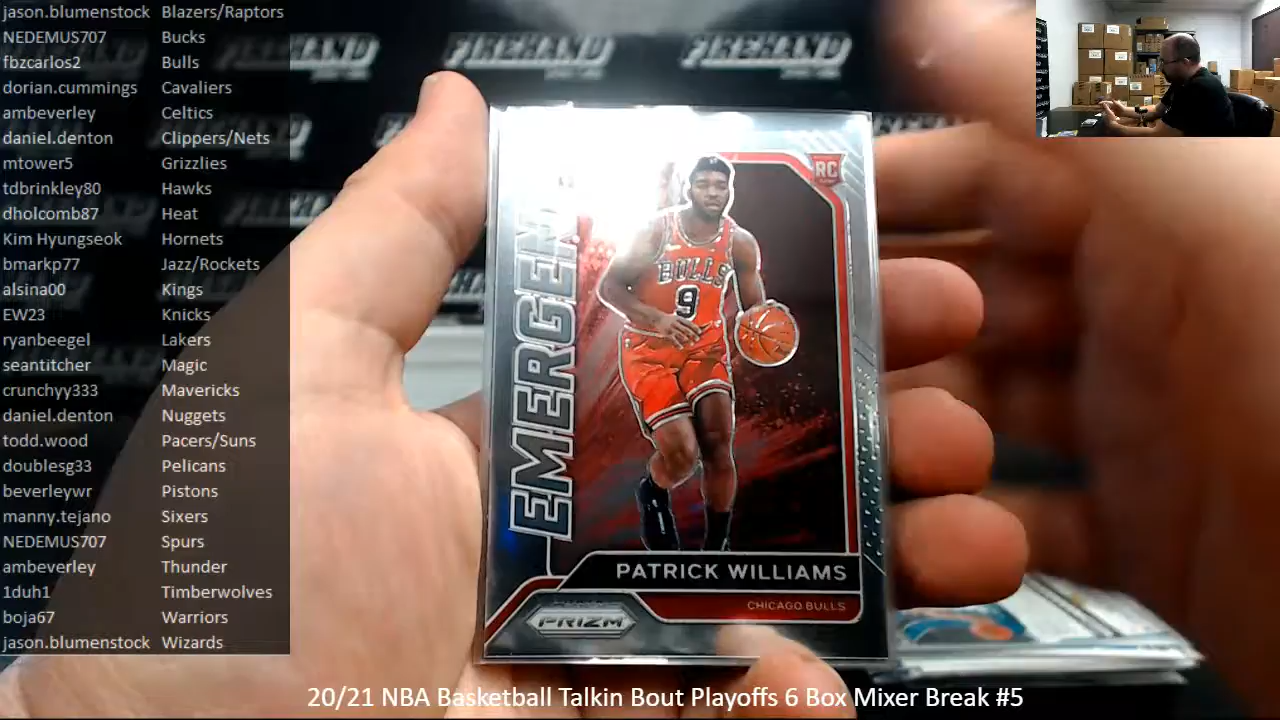 jason.blumenstock Blazers/Raptors
NEDEMUS707 Bucks
fbzcarlos2 Bulls
dorian.cummings Cavaliers
ambeverley Celtics
daniel.denton Clippers/Nets
mtower5 Grizzlies
tdbrinkley80 Hawks
dholcomb87 Heat
Kim Hyungseok Hornets
bmarkp77 Jazz/Rockets
alsina00 Kings
EW23 Knicks
ryanbeegel Lakers
seantitcher Magic
crunchyy333 Mavericks
daniel.denton Nuggets
todd.wood Pacers/Suns
doublesg33 Pelicans
beverleywr Pistons
manny.tejano Sixers
NEDEMUS707 Spurs
ambeverley Thunder
1duh1 Timberwolves
boja67 Warriors
jason.blumenstock Wizards
FIREHAND FIREHAND FIREHAND
RC
BULLS
9
PATRICK WILLIAMS
CHICAGO BULLS
PRIZM
20/21 NBA Basketball Talkin Bout Playoffs 6 Box Mixer Break #5